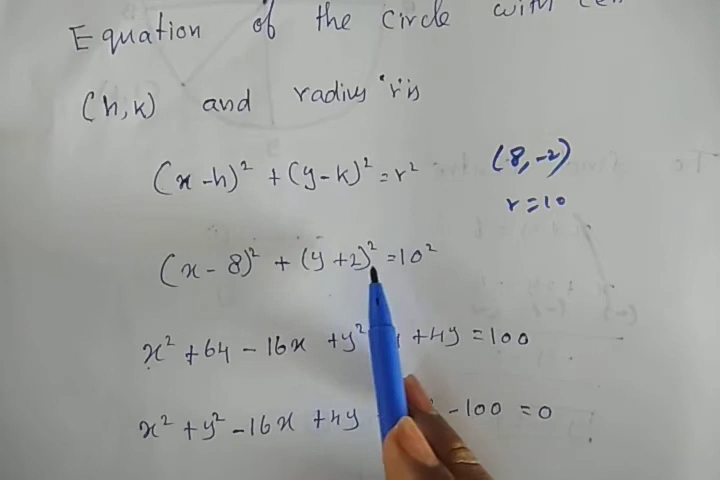 Equation of the circle with
(h,k) and radius 'r' is
(x-h)² + (y-k)² = r²
(8,-2)
r = 10
(x - 8)² + (y + 2)² = 10²
x² + 64 - 16x + y² + 4y = 100
x² + y² - 16x + 4y - 100 = 0